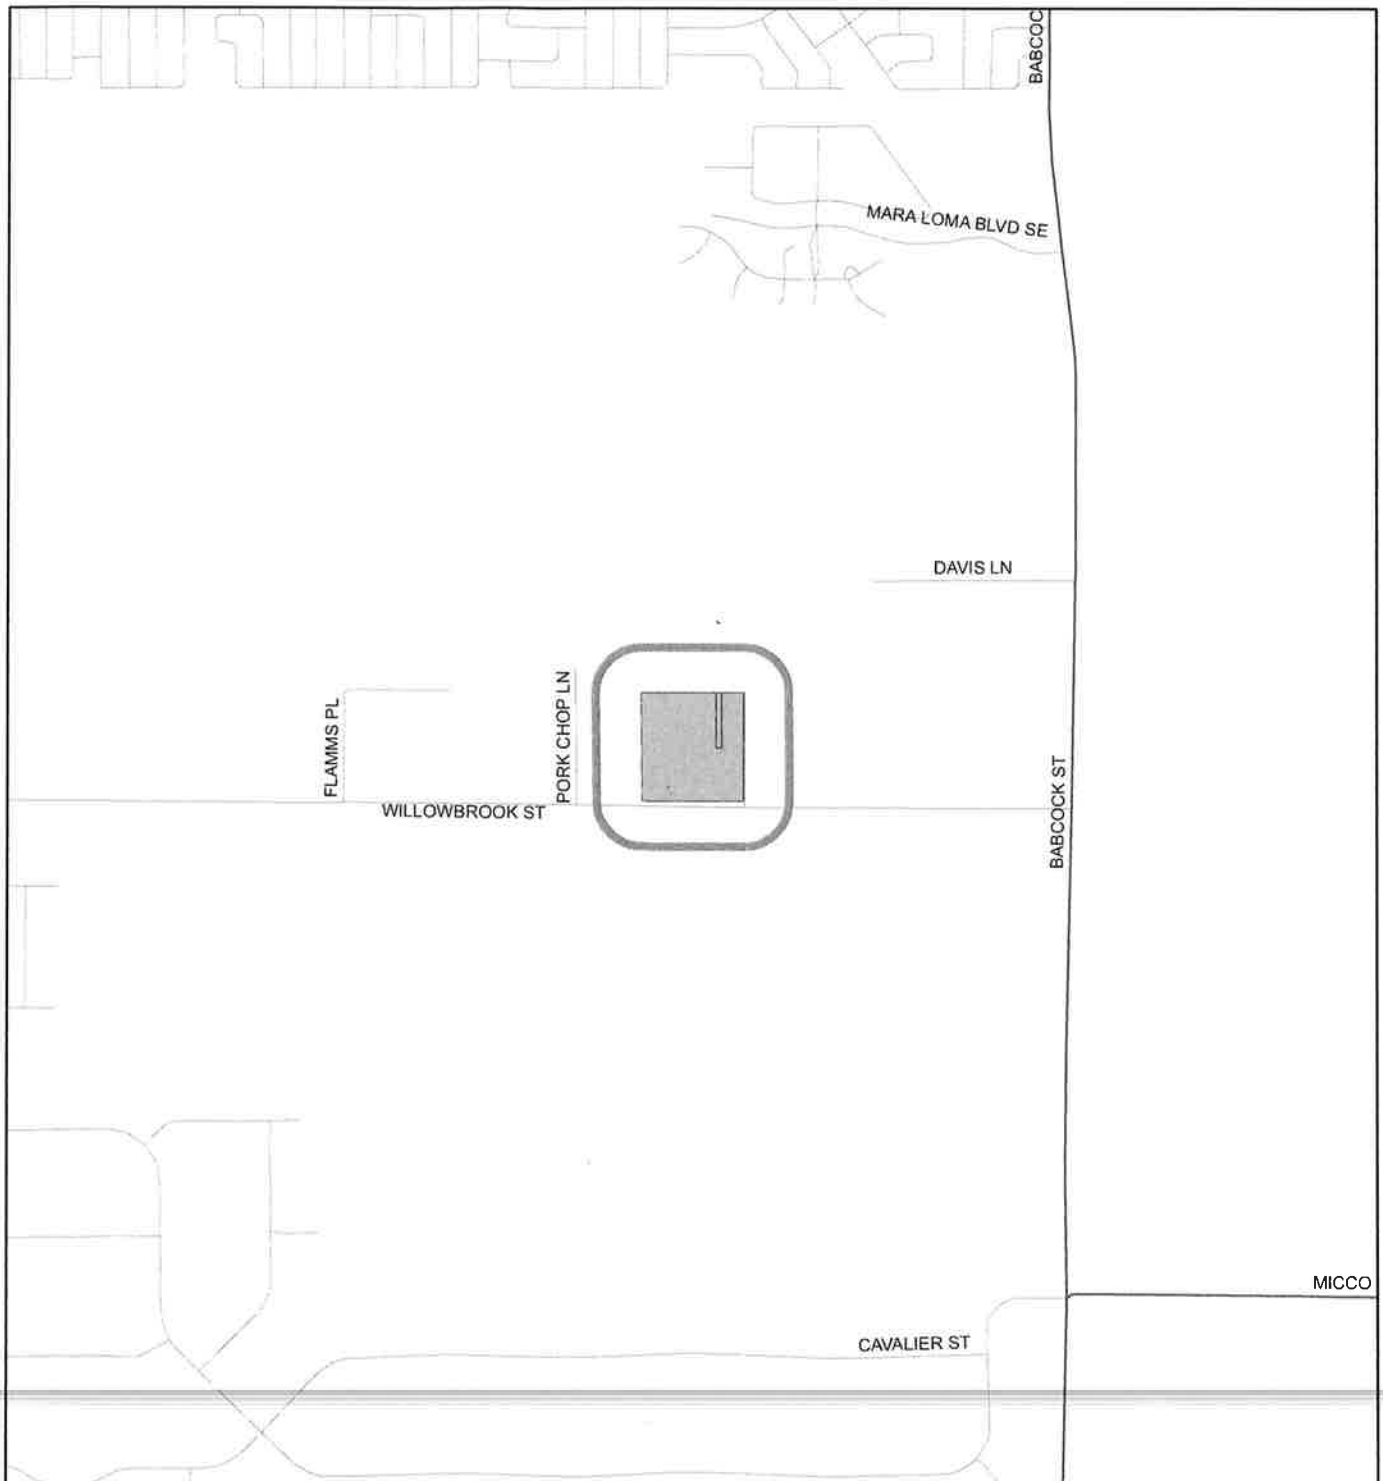 BABCOC
MARA LOMA BLVD SE
DAVIS LN
FLAMMS PL
PORK CHOP LN
WILLOWBROOK ST
BABCOCK ST
MICCO
CAVALIER ST